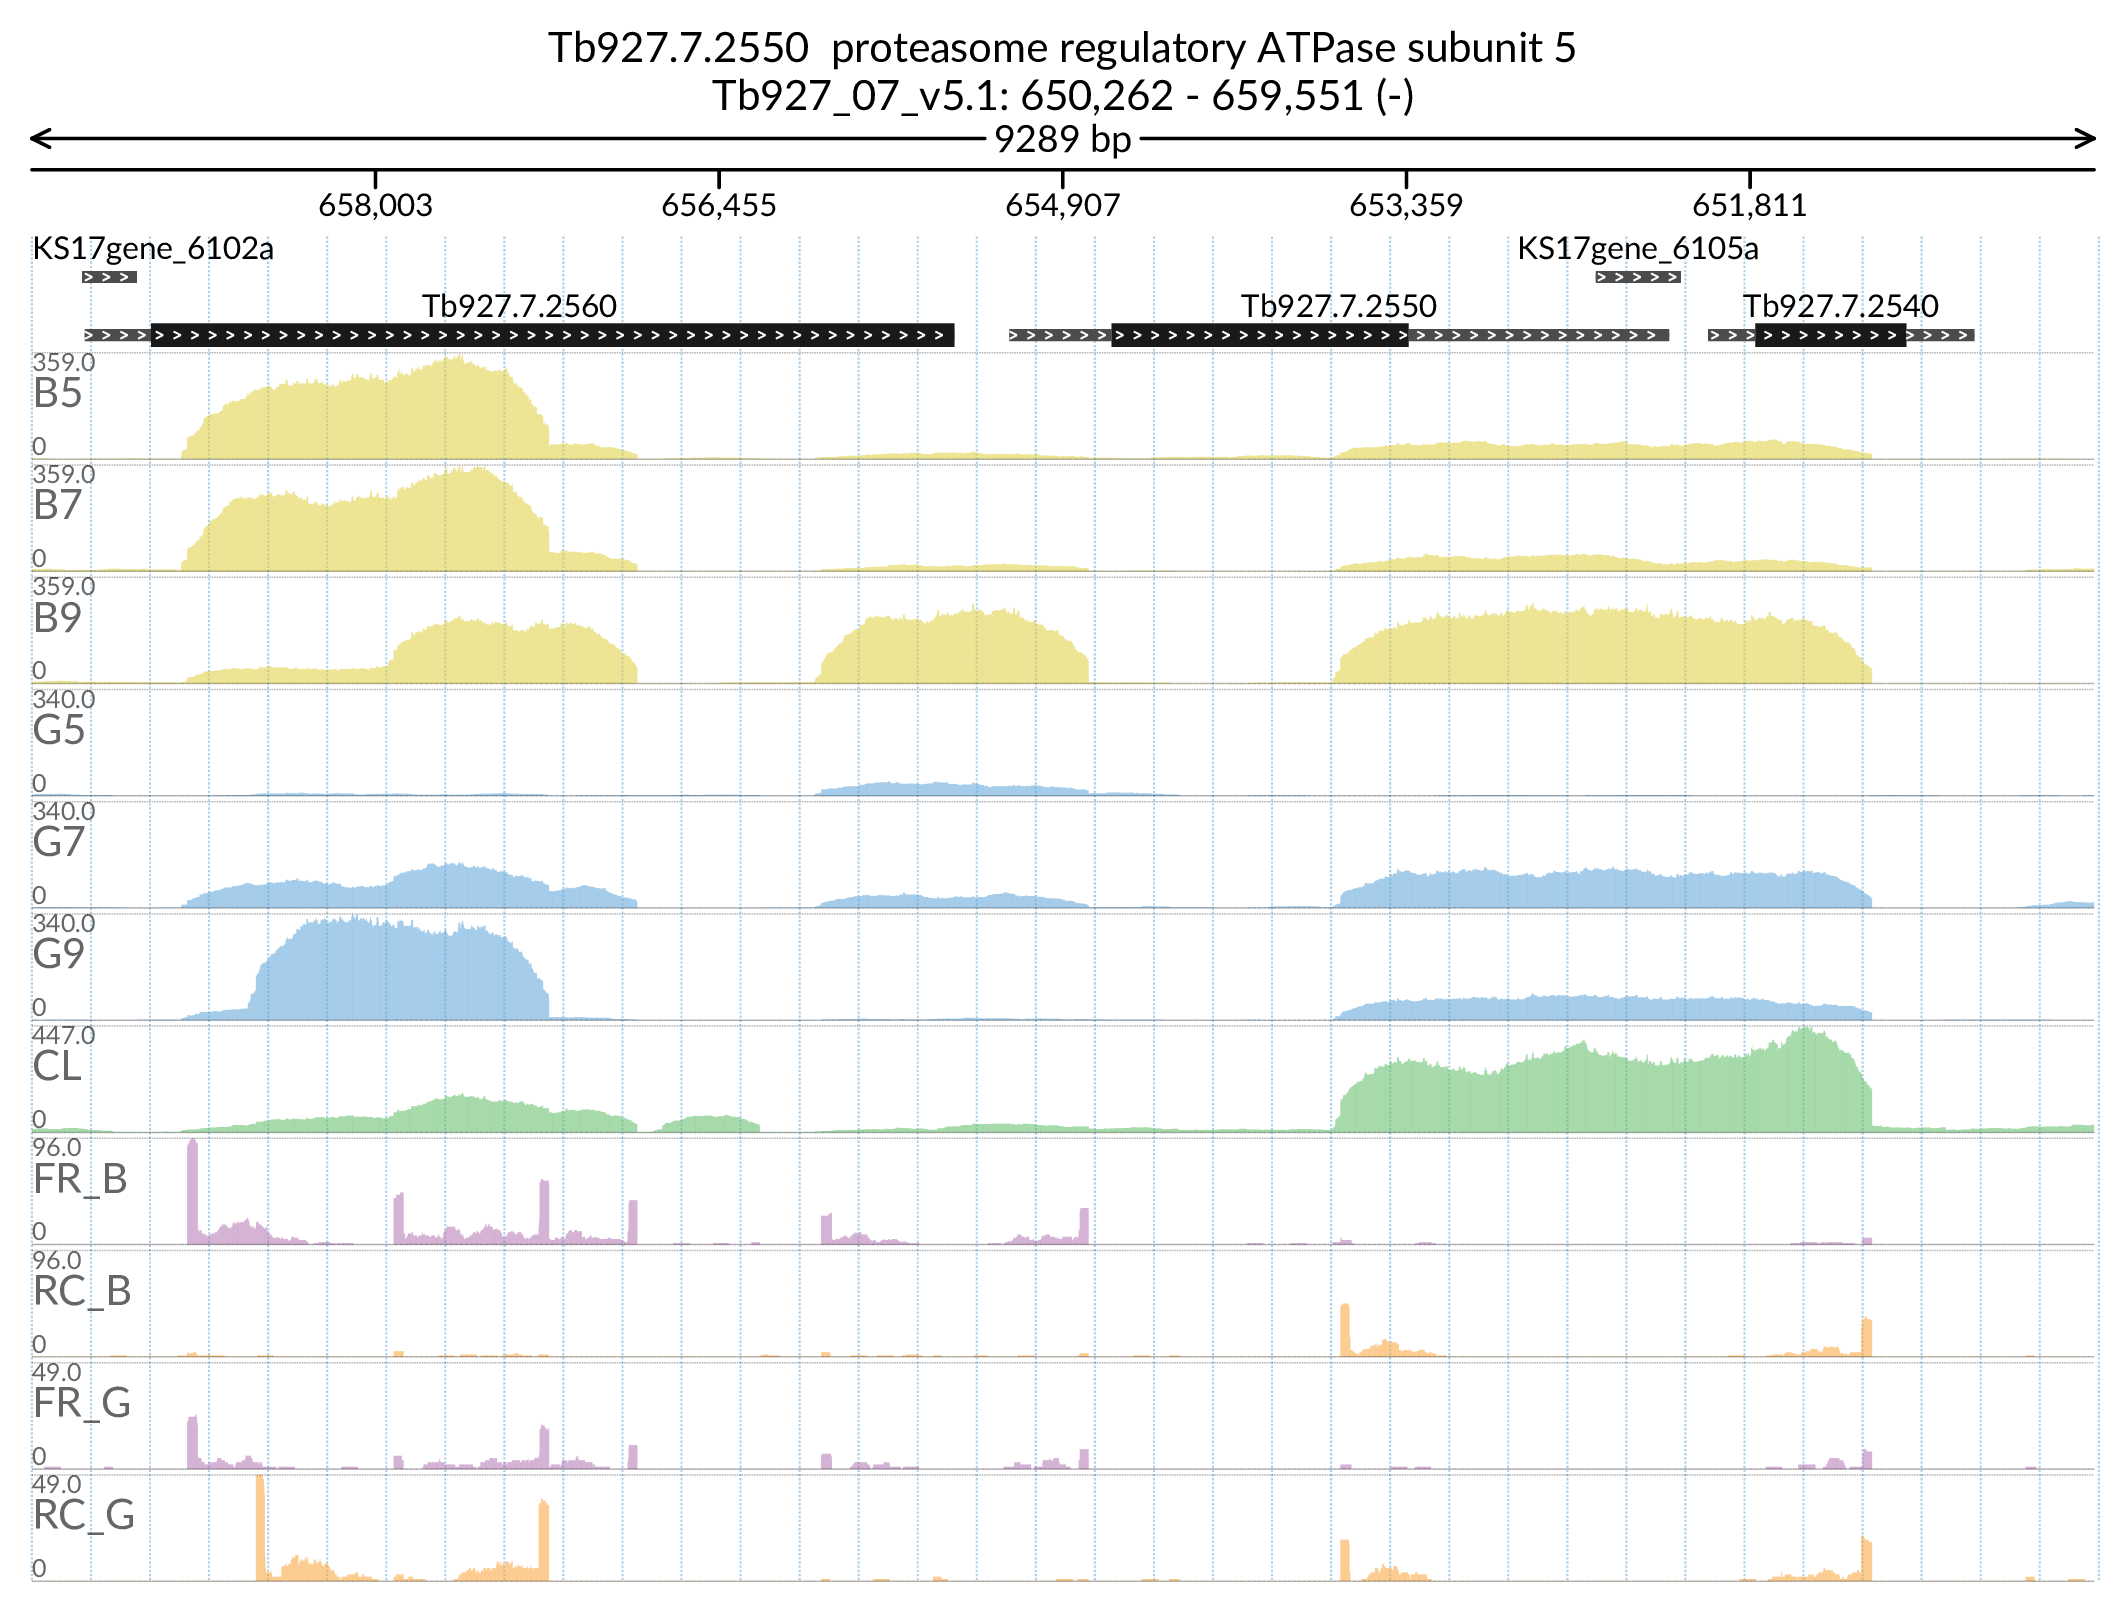 Tb927.7.2550  proteasome regulatory ATPase subunit 5
Tb927_07_v5.1: 650,262 - 659,551 (-)
9289 bp
658,003 656,455 654,907 653,359 651,811
KS17gene_6102a KS17gene_6105a
Tb927.7.2560 Tb927.7.2550 Tb927.7.2540
359.0
B5
0
359.0
B7
0
359.0
B9
0
340.0
G5
0
340.0
G7
0
340.0
G9
0
447.0
CL
0
96.0
FR_B
0
96.0
RC_B
0
49.0
FR_G
0
49.0
RC_G
0